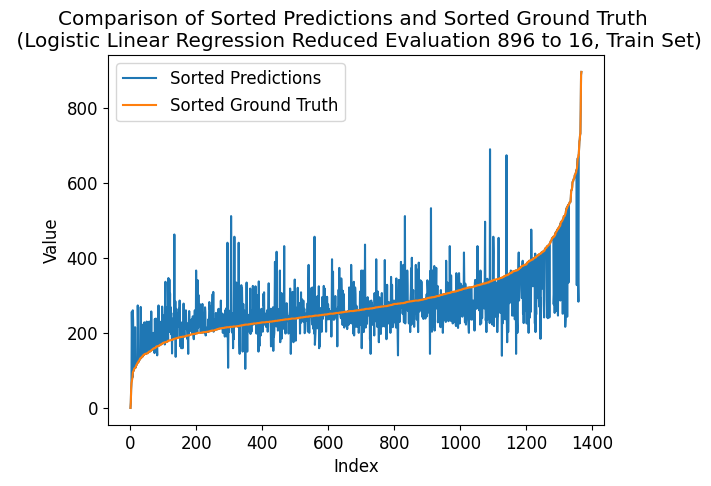 Comparison of Sorted Predictions and Sorted Ground Truth
(Logistic Linear Regression Reduced Evaluation 896 to 16, Train Set)
Sorted Predictions
Sorted Ground Truth
Value
800
600
400
200
0
0 200 400 600 800 1000 1200 1400
Index